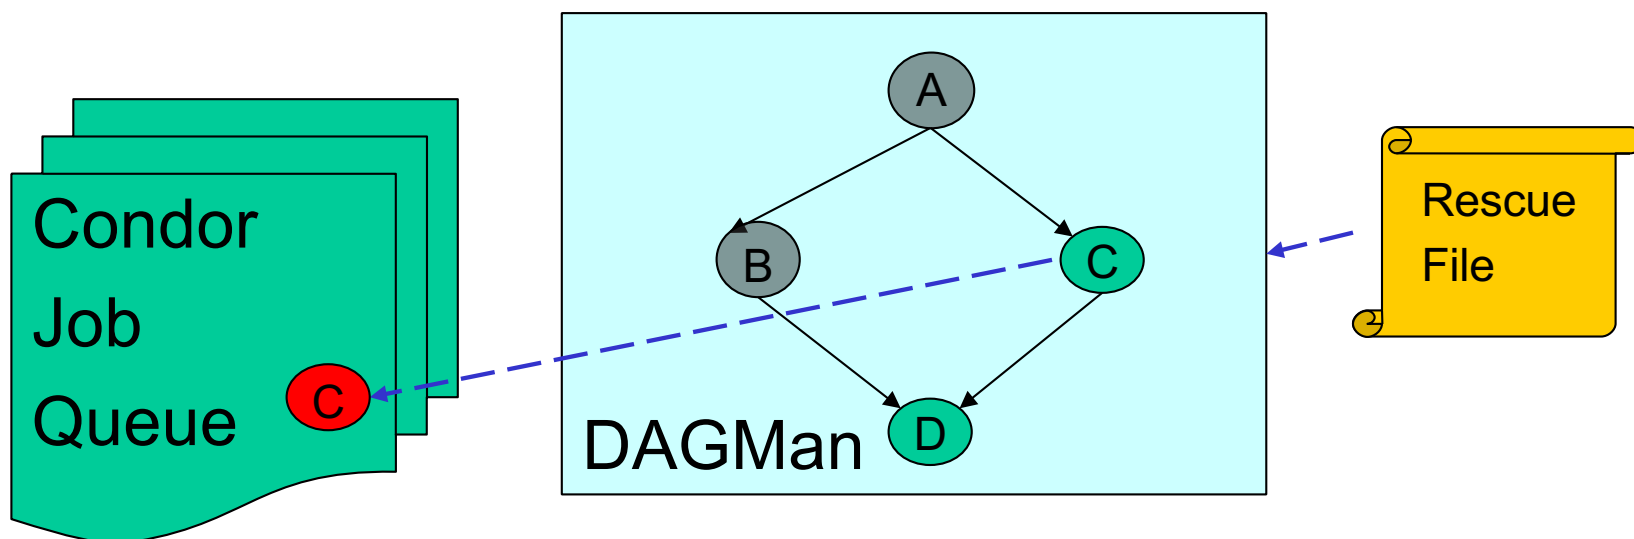 Condor
Job
Queue
C
A
B
C
D
DAGMan
Rescue
File